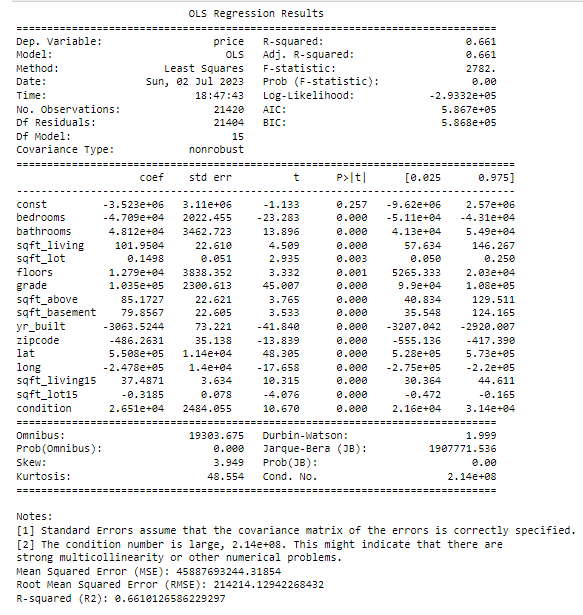 OLS Regression Results
==============================================================================
Dep. Variable: price R-squared: 0.661
Model: OLS Adj. R-squared: 0.661
Method: Least Squares F-statistic: 2782.
Date: Sun, 02 Jul 2023 Prob (F-statistic): 0.00
Time: 18:47:43 Log-Likelihood: -2.9332e+05
No. Observations: 21420 AIC: 5.867e+05
Df Residuals: 21404 BIC: 5.868e+05
Df Model: 15
Covariance Type: nonrobust
=================================================================================
coef std err t P>|t| [0.025 0.975]
---------------------------------------------------------------------------------
const -3.523e+06 3.11e+06 -1.133 0.257 -9.62e+06 2.57e+06
bedrooms -4.709e+04 2022.455 -23.283 0.000 -5.11e+04 -4.31e+04
bathrooms 4.812e+04 3462.723 13.896 0.000 4.13e+04 5.49e+04
sqft_living 101.9504 22.610 4.509 0.000 57.634 146.267
sqft_lot 0.1498 0.051 2.935 0.003 0.050 0.250
floors 1.279e+04 3838.352 3.332 0.001 5265.333 2.03e+04
grade 1.035e+05 2300.613 45.007 0.000 9.9e+04 1.08e+05
sqft_above 85.1727 22.621 3.765 0.000 40.834 129.511
sqft_basement 79.8567 22.605 3.533 0.000 35.548 124.165
yr_built -3063.5244 73.221 -41.840 0.000 -3207.042 -2920.007
zipcode -486.2631 35.138 -13.839 0.000 -555.136 -417.390
lat 5.508e+05 1.14e+04 48.305 0.000 5.28e+05 5.73e+05
long -2.478e+05 1.4e+04 -17.658 0.000 -2.75e+05 -2.2e+05
sqft_living15 37.4871 3.634 10.315 0.000 30.364 44.611
sqft_lot15 -0.3185 0.078 -4.076 0.000 -0.472 -0.165
condition 2.651e+04 2484.055 10.670 0.000 2.16e+04 3.14e+04
==============================================================================
Omnibus: 19303.675 Durbin-Watson: 1.999
Prob(Omnibus): 0.000 Jarque-Bera (JB): 1907771.536
Skew: 3.949 Prob(JB): 0.00
Kurtosis: 48.554 Cond. No. 2.14e+08
==============================================================================
Notes:
[1] Standard Errors assume that the covariance matrix of the errors is correctly specified.
[2] The condition number is large, 2.14e+08. This might indicate that there are
strong multicollinearity or other numerical problems.
Mean Squared Error (MSE): 45887693244.31854
Root Mean Squared Error (RMSE): 214214.12942268432
R-squared (R2): 0.6610126586229297